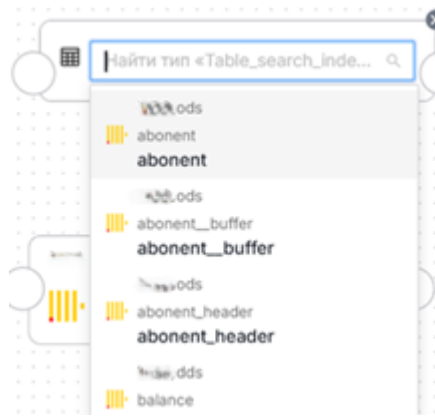 Найти тип «Table_search_inde...
.ods
abonent
abonent
.ods
abonent__buffer
abonent__buffer
.ods
abonent_header
abonent_header
.dds
balance